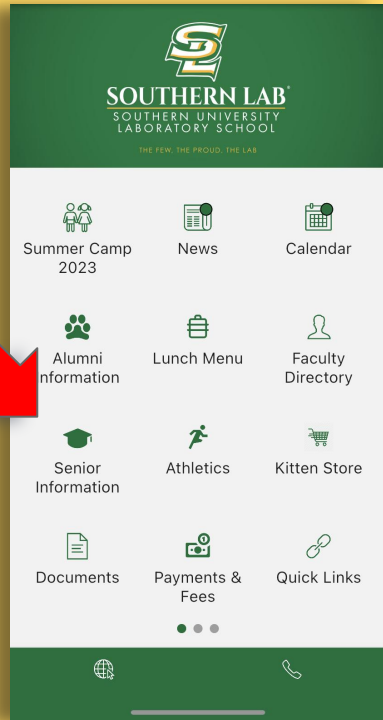 SL
SOUTHERN LAB
SOUTHERN UNIVERSITY
LABORATORY SCHOOL
THE FEW, THE PROUD, THE LAB
Summer Camp
2023
News
Calendar
Alumni
nformation
Lunch Menu
Faculty
Directory
Senior
Information
Athletics
Kitten Store
Documents
Payments &
Fees
Quick Links